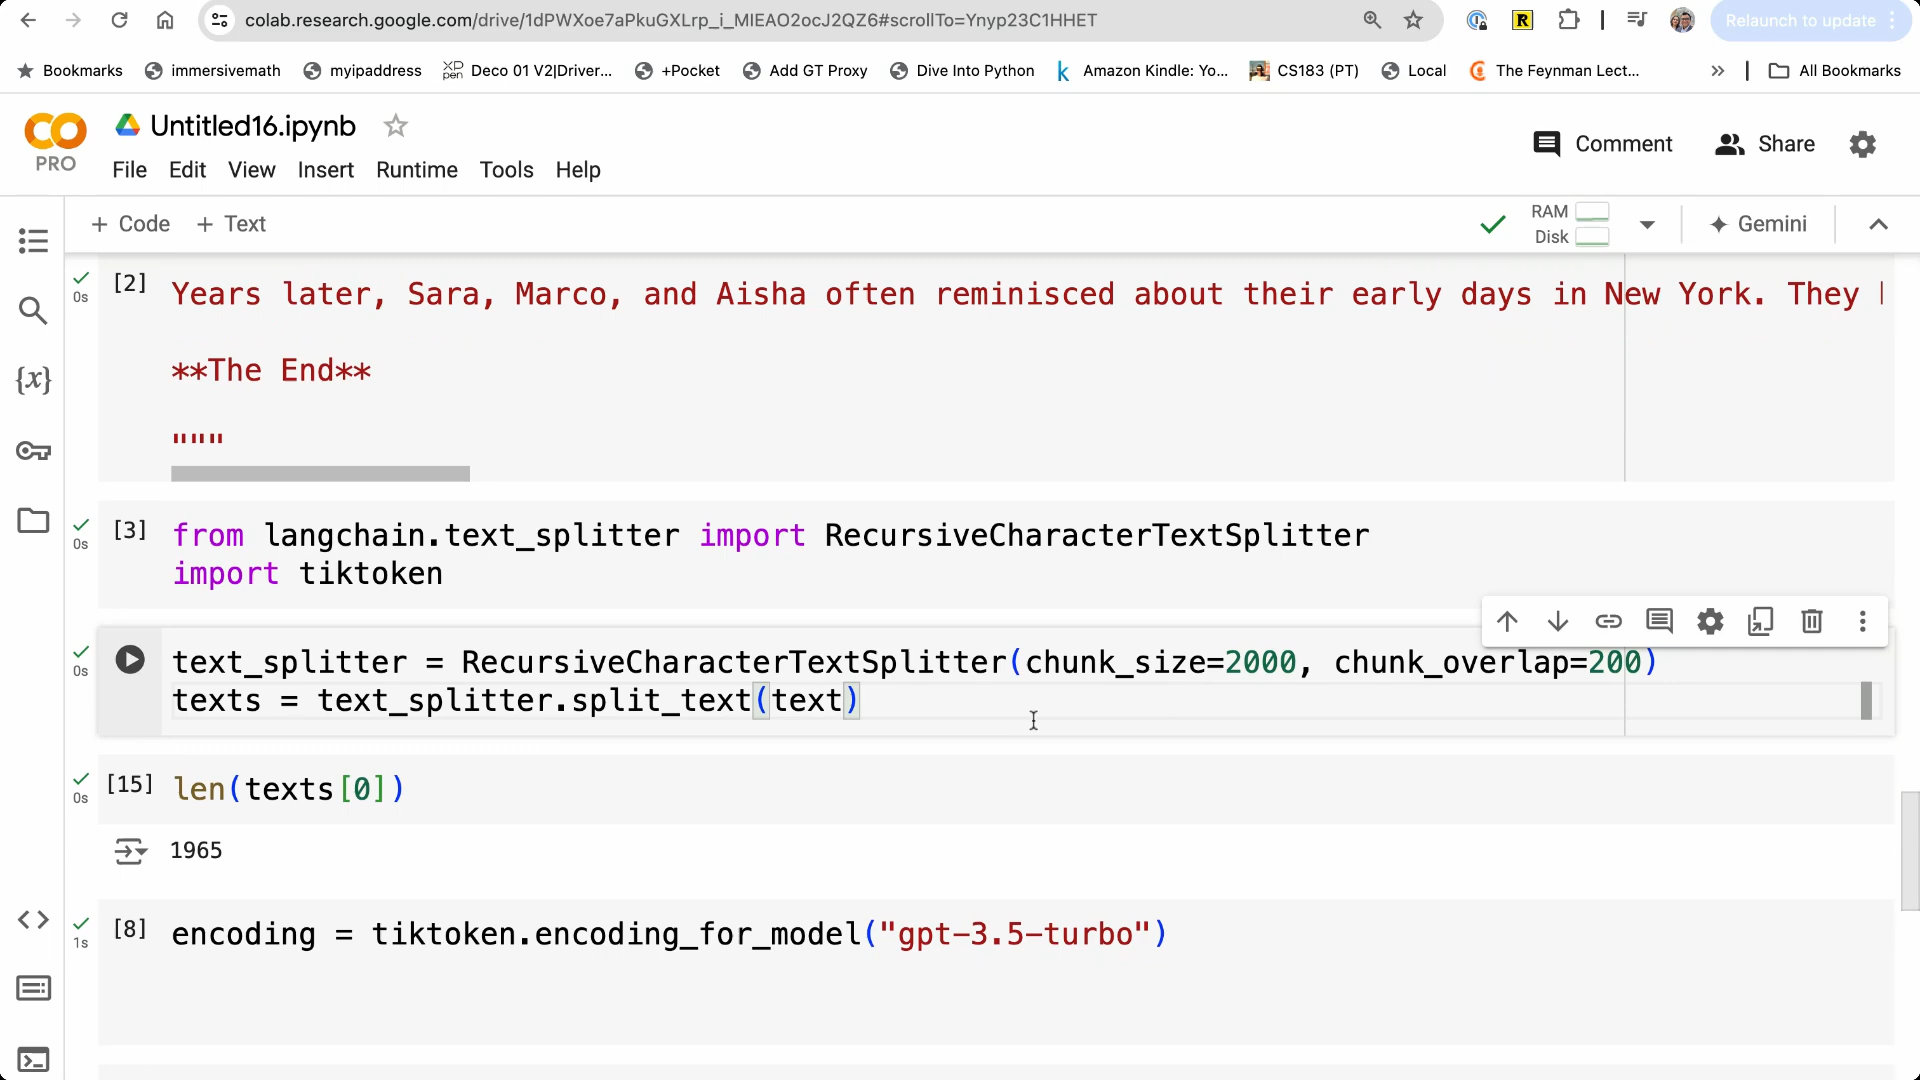 colab.research.google.com/drive/1dPWXoe7aPkuGXLrp_i_MIEAO2ocJ2QZ6#scrollTo=Ynyp23C1HHET
R
Relaunch to update
Bookmarks
immersivemath
myipaddress
XP pen
Deco 01 V2|Driver...
+Pocket
Add GT Proxy
Dive Into Python
k
Amazon Kindle: Yo...
CS183 (PT)
Local
The Feynman Lect...
»
All Bookmarks
CO
PRO
Untitled16.ipynb
Comment
Share
File Edit View Insert Runtime Tools Help
+ Code + Text
RAM
Disk
Gemini
{x}
0s
[2]
Years later, Sara, Marco, and Aisha often reminisced about their early days in New York. They
**The End**
"""
0s
[3]
from langchain.text_splitter import RecursiveCharacterTextSplitter
import tiktoken
0s
text_splitter = RecursiveCharacterTextSplitter(chunk_size=2000, chunk_overlap=200)
texts = text_splitter.split_text(text)
0s
[15]
len(texts[0])
1965
1s
[8]
encoding = tiktoken.encoding_for_model("gpt-3.5-turbo")